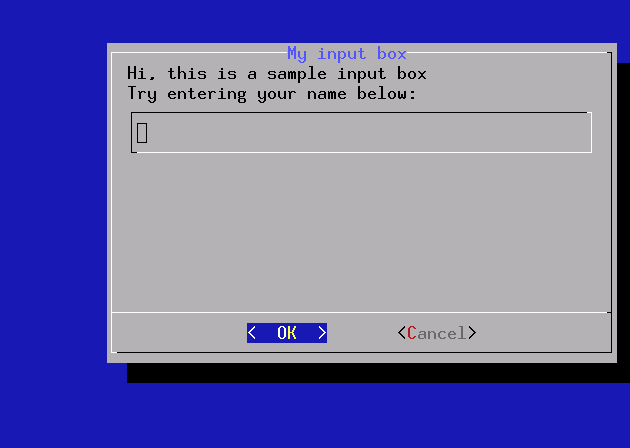 My input box
Hi, this is a sample input box
Try entering your name below:
<  OK  > <Cancel>